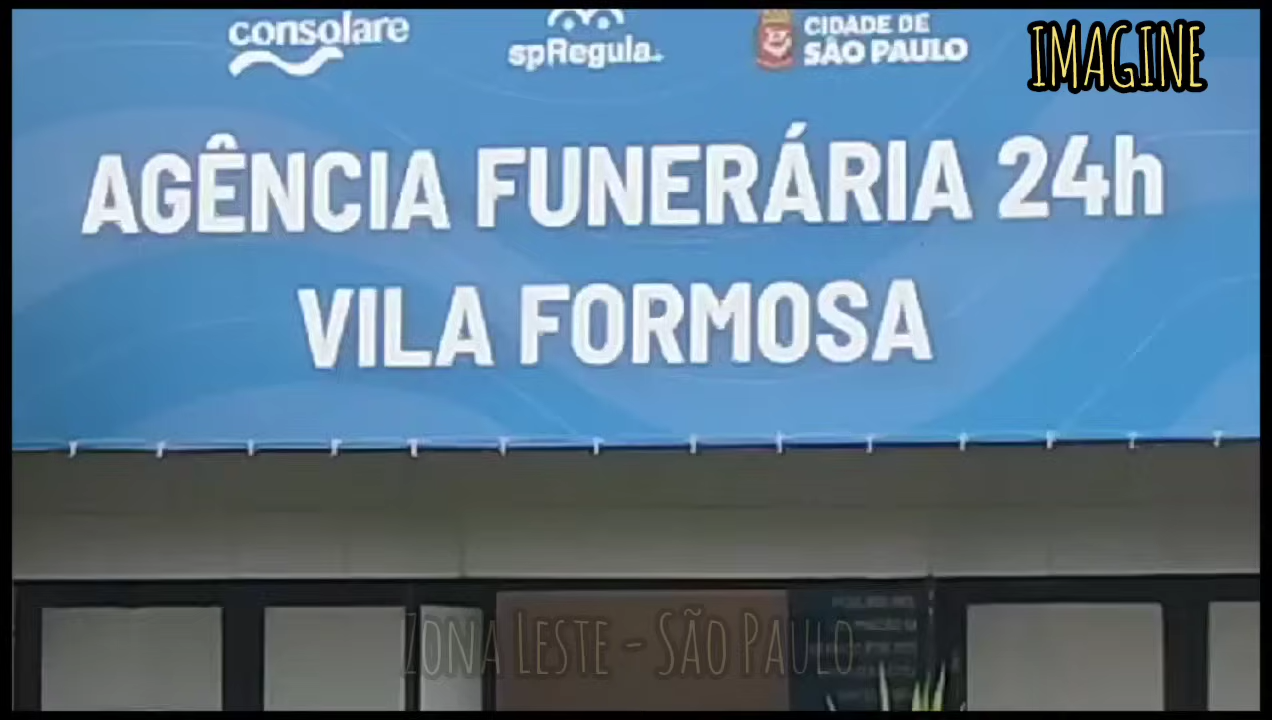 consolare
spRegula
CIDADE DE
SÃO PAULO
IMAGINE
AGÊNCIA FUNERÁRIA 24h
VILA FORMOSA
ZONA LESTE - SÃO PAULO